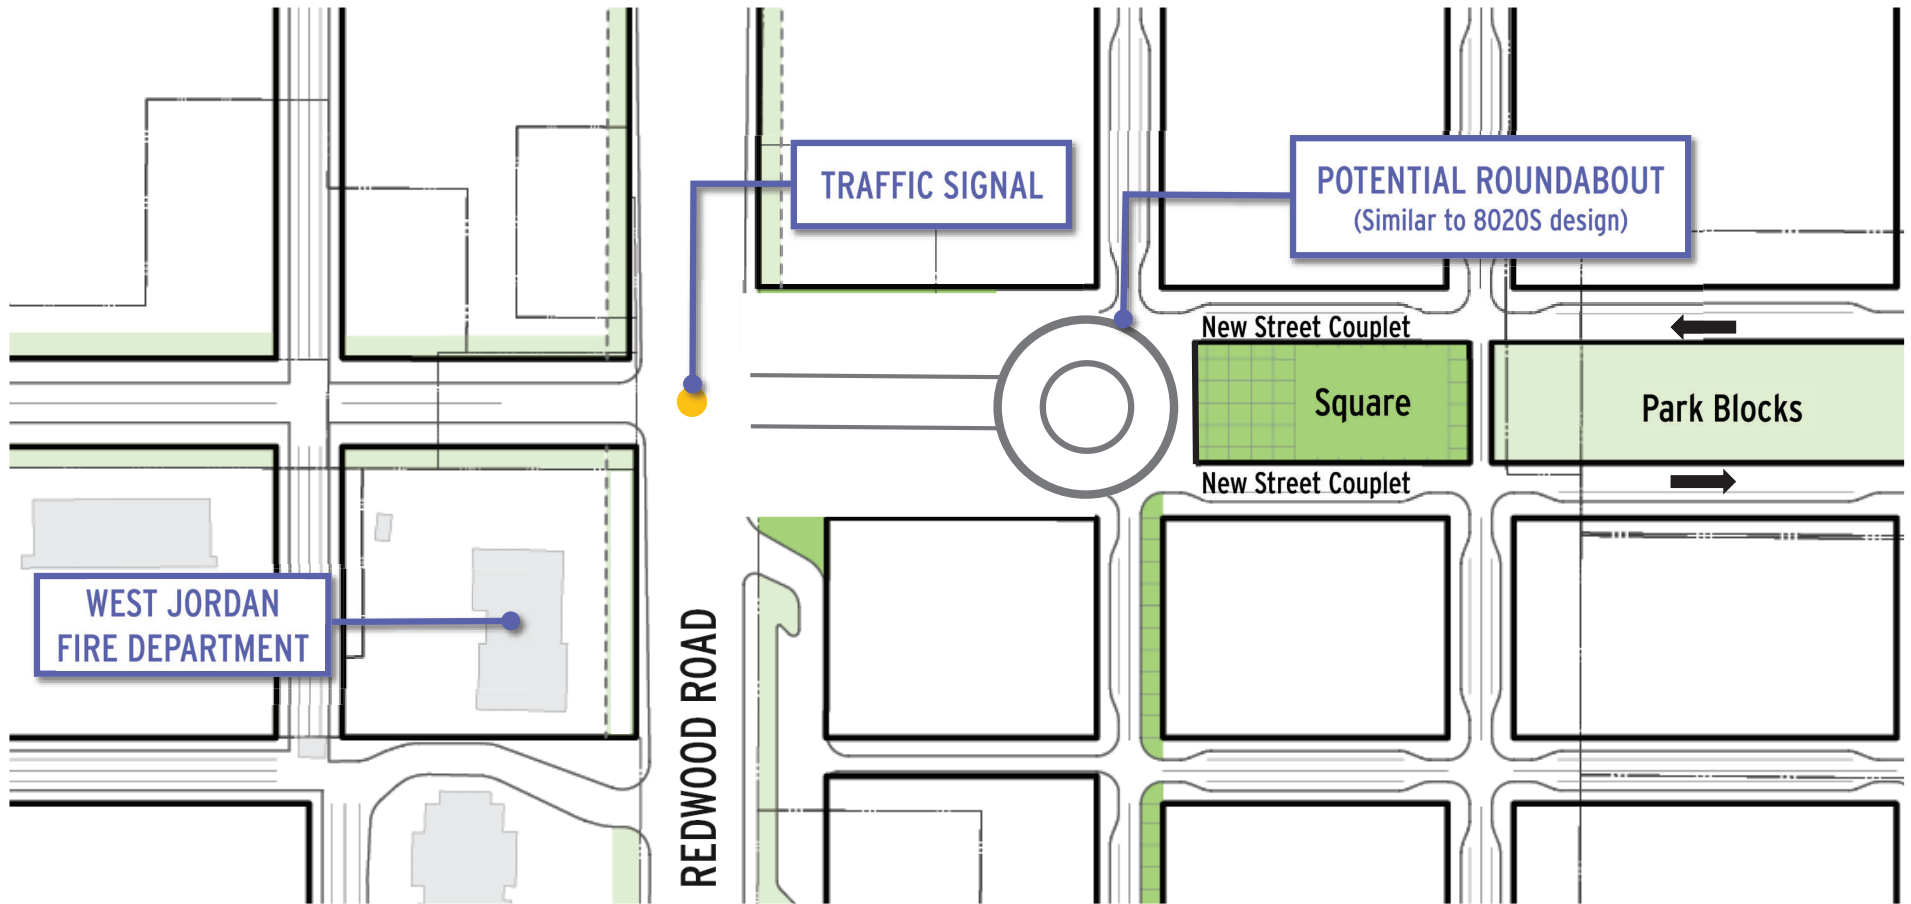 TRAFFIC SIGNAL
POTENTIAL ROUNDABOUT
(Similar to 8020S design)
New Street Couplet
Square
Park Blocks
New Street Couplet
WEST JORDAN
FIRE DEPARTMENT
REDWOOD ROAD